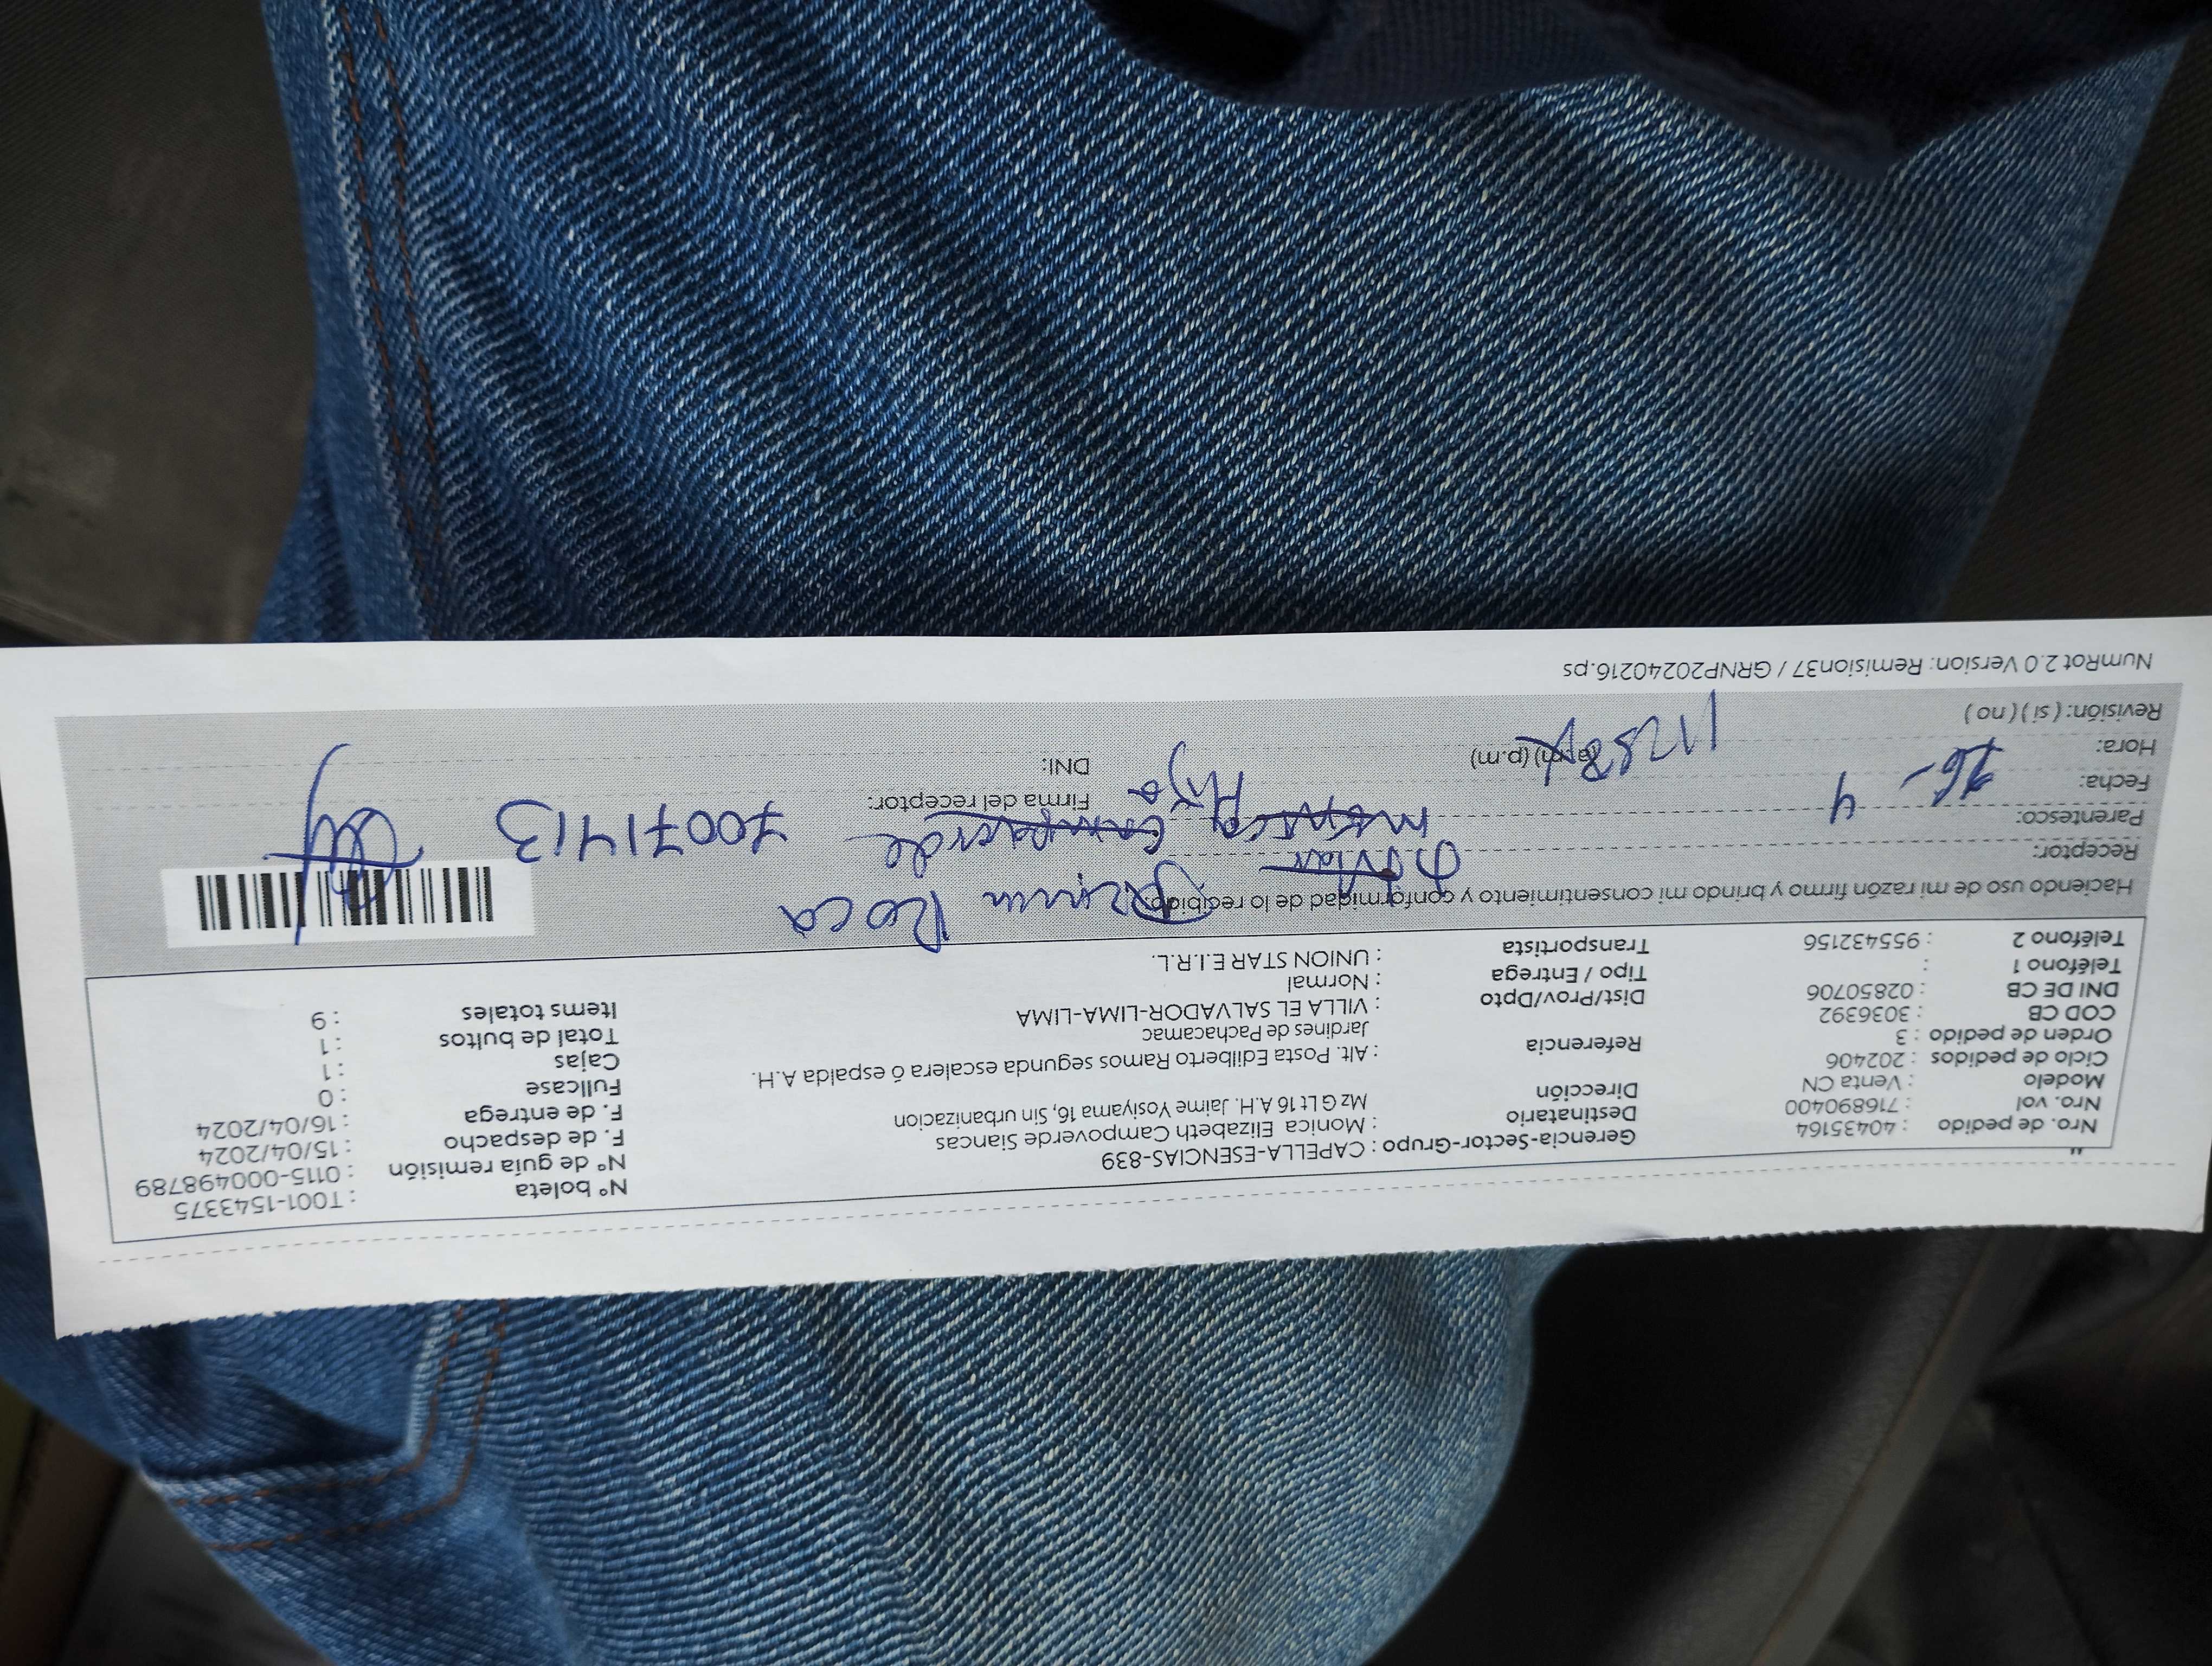 Nº boleta : T001-1543375
Nº de guía remisión : 0115-000498789
F. de despacho : 15/04/2024
F. de entrega : 16/04/2024
Fullcase : 0
Cajas : 1
Total de bultos : 1
Items totales : 9
Gerencia-Sector-Grupo : CAPELLA-ESENCIAS-839
Destinatario : Monica Elizabeth Campoverde Siancas
Dirección Mz G Lt 16 A.H. Jaime Yosiyama 16, Sin urbanizacion
Referencia : Alt. Posta Edilberto Ramos segunda escalera ó espalda A.H.
Jardines de Pachacamac
Dist/Prov/Dpto : VILLA EL SALVADOR-LIMA-LIMA
Tipo / Entrega : Normal
Transportista : UNION STAR E.I.R.L.
Nro. de pedido : 40435164
Nro. vol : 716890400
Modelo : Venta CN
Ciclo de pedidos : 202406
Orden de pedido : 3
COD CB : 3036392
DNI DE CB : 02850706
Teléfono 1 :
Teléfono 2 : 955432156
Haciendo uso de mi razón firmo y brindo mi consentimiento y conformidad de lo recibido.
Roca
Receptor:
70071413
Parentesco: Hija
Firma del receptor:
Fecha: 16- 4
DNI:
Hora: (a.m) (p.m)
Revisión: ( si ) ( no )
NumRot 2.0 Version: Remision37 / GRNP20240216.ps